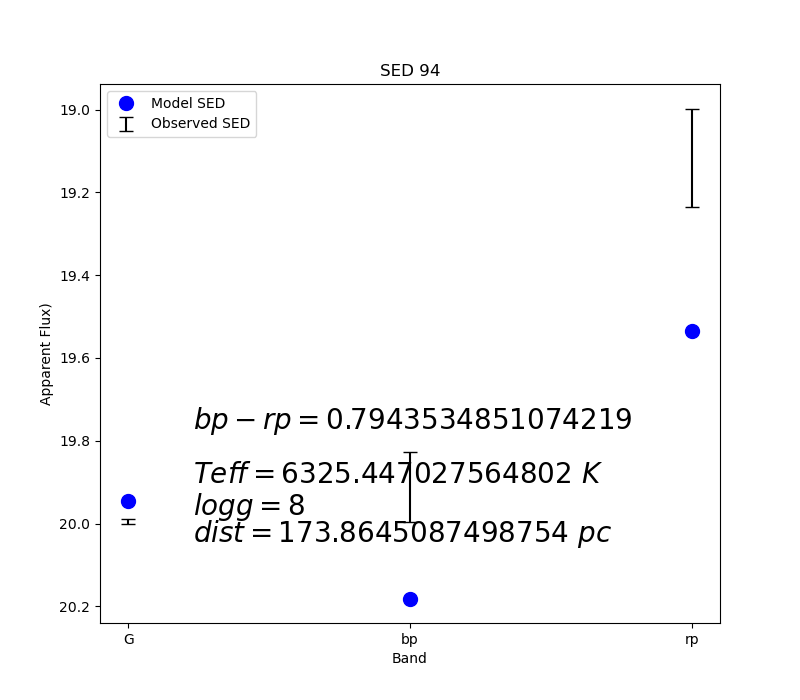 SED 94
Model SED
Observed SED
19.0
19.2
19.4
19.6
19.8
20.0
20.2
Apparent Flux)
bp − rp = 0.7943534851074219
Teff = 6325.447027564802 K
logg = 8
dist = 173.8645087498754 pc
G
bp
rp
Band